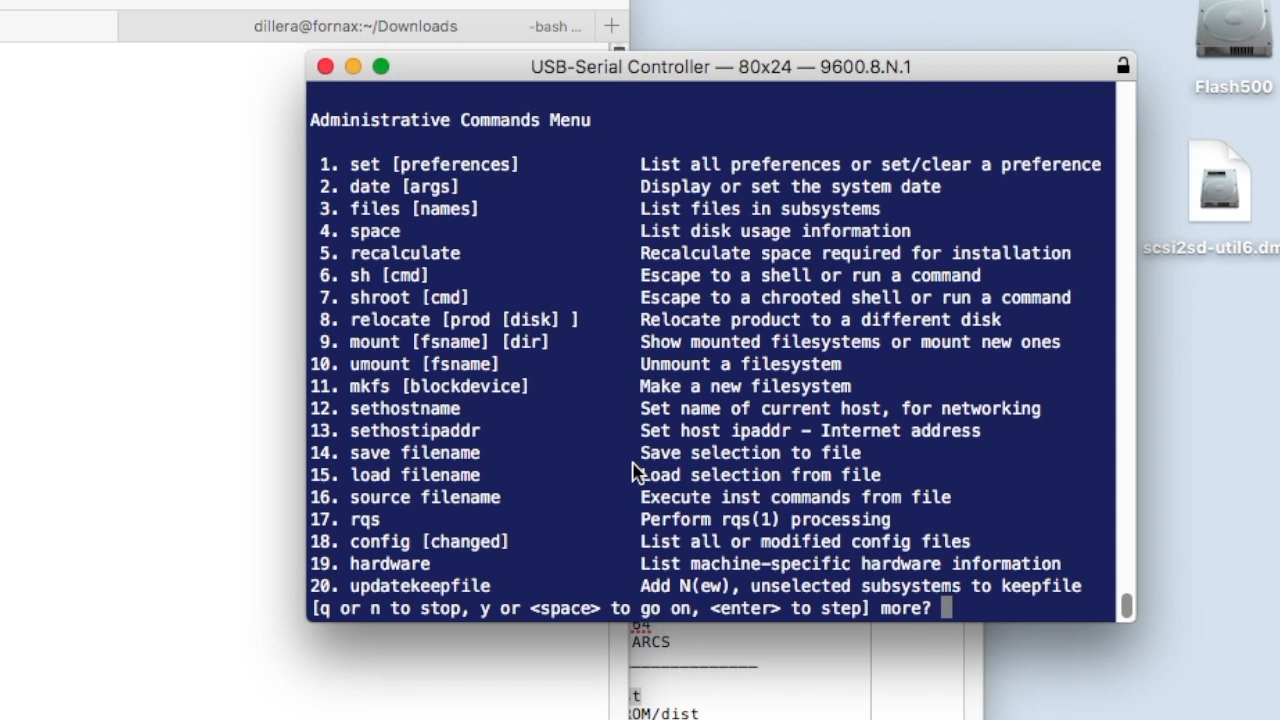 dillera@fornax:~/Downloads -bash ... +
USB-Serial Controller — 80x24 — 9600.8.N.1
Flash500
scsi2sd-util6.dm
Administrative Commands Menu
1. set [preferences] List all preferences or set/clear a preference
2. date [args] Display or set the system date
3. files [names] List files in subsystems
4. space List disk usage information
5. recalculate Recalculate space required for installation
6. sh [cmd] Escape to a shell or run a command
7. shroot [cmd] Escape to a chrooted shell or run a command
8. relocate [prod [disk] ] Relocate product to a different disk
9. mount [fsname] [dir] Show mounted filesystems or mount new ones
10. umount [fsname] Unmount a filesystem
11. mkfs [blockdevice] Make a new filesystem
12. sethostname Set name of current host, for networking
13. sethostipaddr Set host ipaddr - Internet address
14. save filename Save selection to file
15. load filename Load selection from file
16. source filename Execute inst commands from file
17. rqs Perform rqs(1) processing
18. config [changed] List all or modified config files
19. hardware List machine-specific hardware information
20. updatekeepfile Add N(ew), unselected subsystems to keepfile
[q or n to stop, y or <space> to go on, <enter> to step] more?
64
ARCS
t
OM/dist